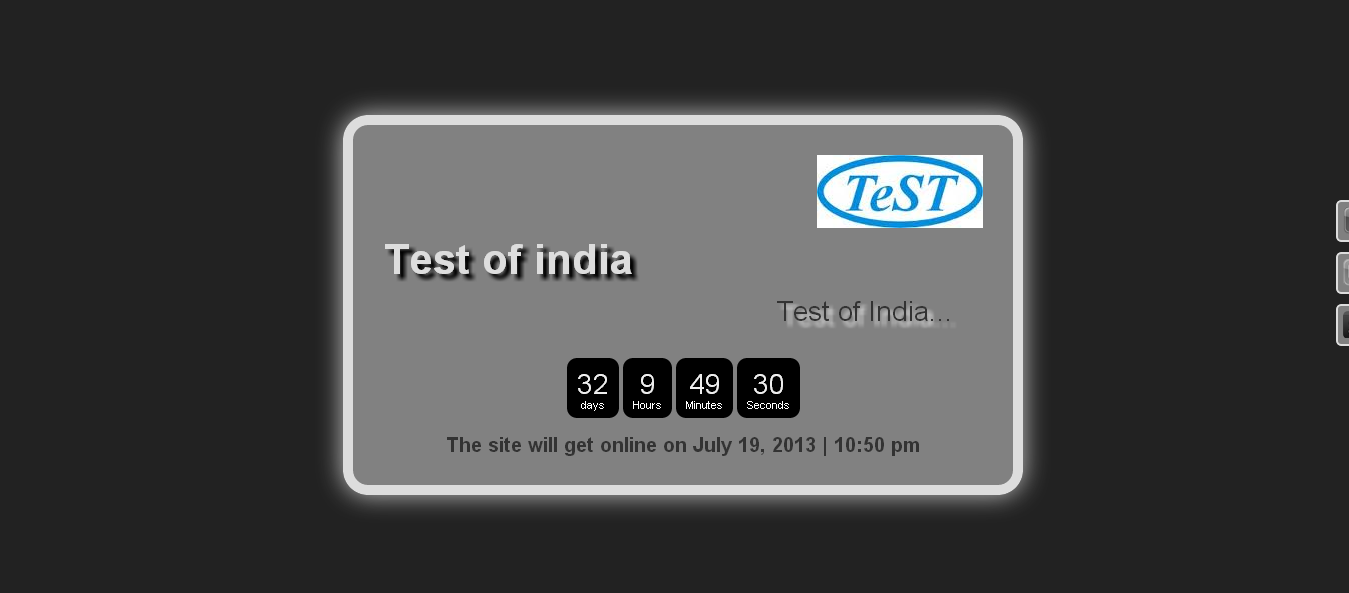 TeST
Test of india
Test of India...
32 9 49 30
days Hours Minutes Seconds
The site will get online on July 19, 2013 | 10:50 pm